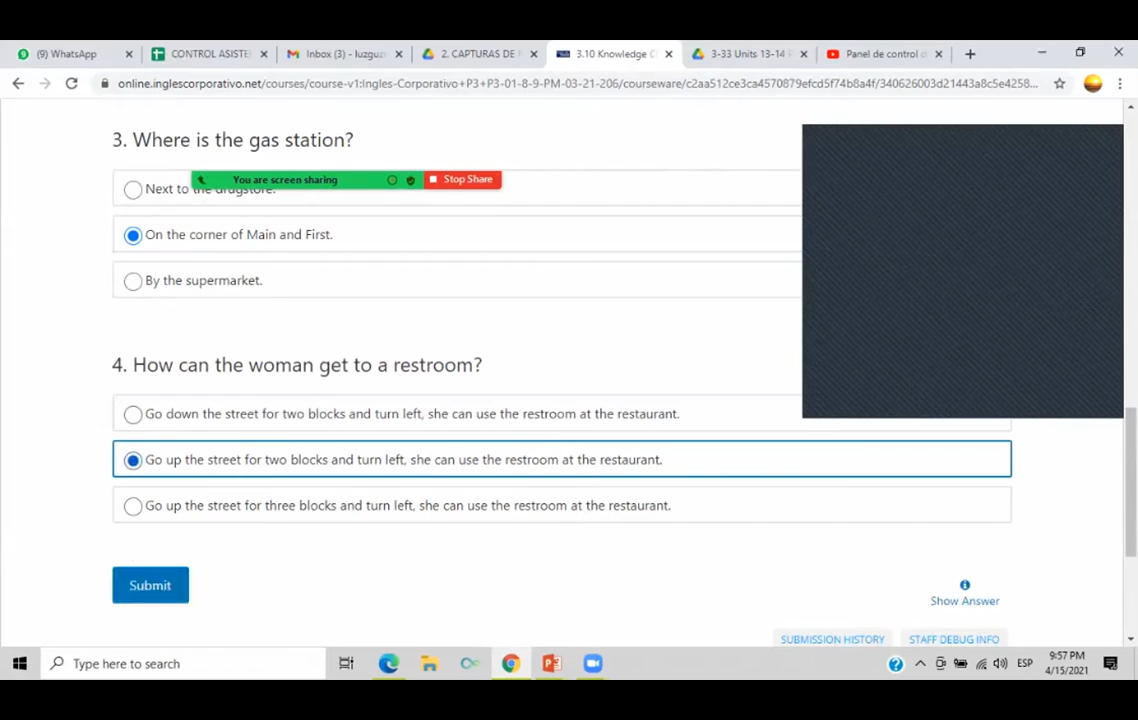 (9) WhatsApp
CONTROL ASISTE
Inbox (3) - luzguz
2. CAPTURAS DE
3.10 Knowledge C
3-33 Units 13-14
Panel de control d
online.inglescorporativo.net/courses/course-v1:Ingles-Corporativo+P3+P3-01-8-9-PM-03-21-206/courseware/c2aa512ce3ca4570879efcd5f74b8a4f/340626003d21443a8c5e4258...
3. Where is the gas station?
You are screen sharing
Stop Share
Next to the drugstore.
On the corner of Main and First.
By the supermarket.
4. How can the woman get to a restroom?
Go down the street for two blocks and turn left, she can use the restroom at the restaurant.
Go up the street for two blocks and turn left, she can use the restroom at the restaurant.
Go up the street for three blocks and turn left, she can use the restroom at the restaurant.
Submit
Show Answer
SUBMISSION HISTORY
STAFF DEBUG INFO
Type here to search
ESP
9:57 PM
4/15/2021